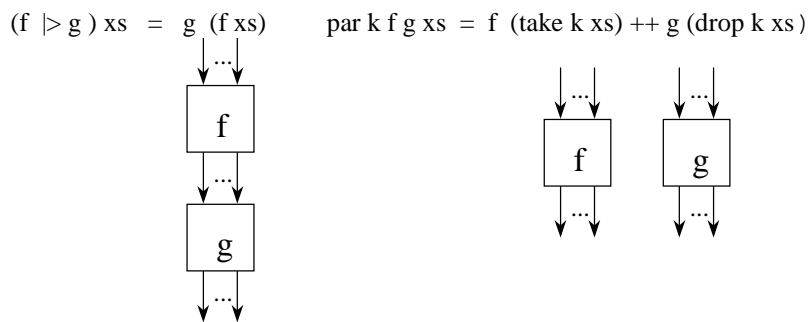 (f |> g ) xs = g (f xs)
par k f g xs = f (take k xs) ++ g (drop k xs)
...
... ...
f
f g
...
... ...
g
...